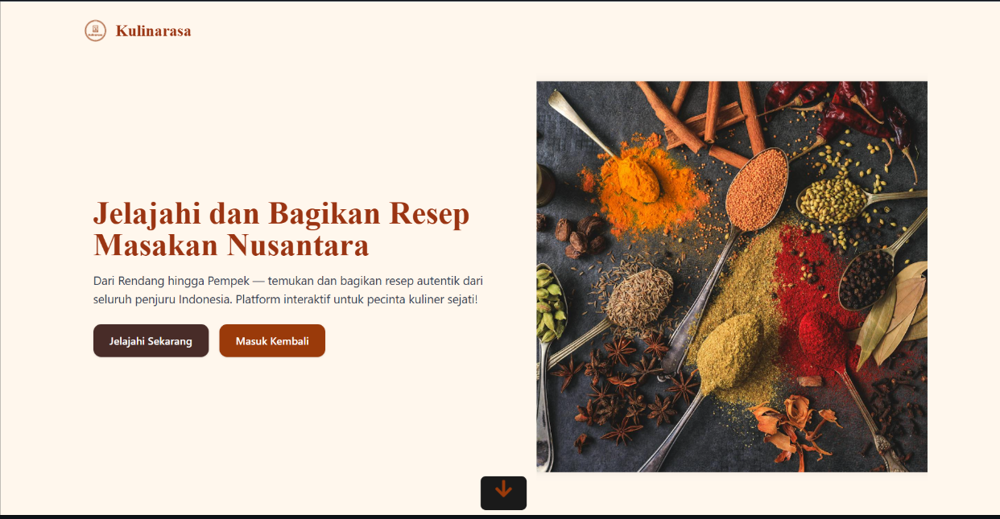 Kulinarasa
Jelajahi dan Bagikan Resep
Masakan Nusantara
Dari Rendang hingga Pempek — temukan dan bagikan resep autentik dari
seluruh penjuru Indonesia. Platform interaktif untuk pecinta kuliner sejati!
Jelajahi Sekarang
Masuk Kembali